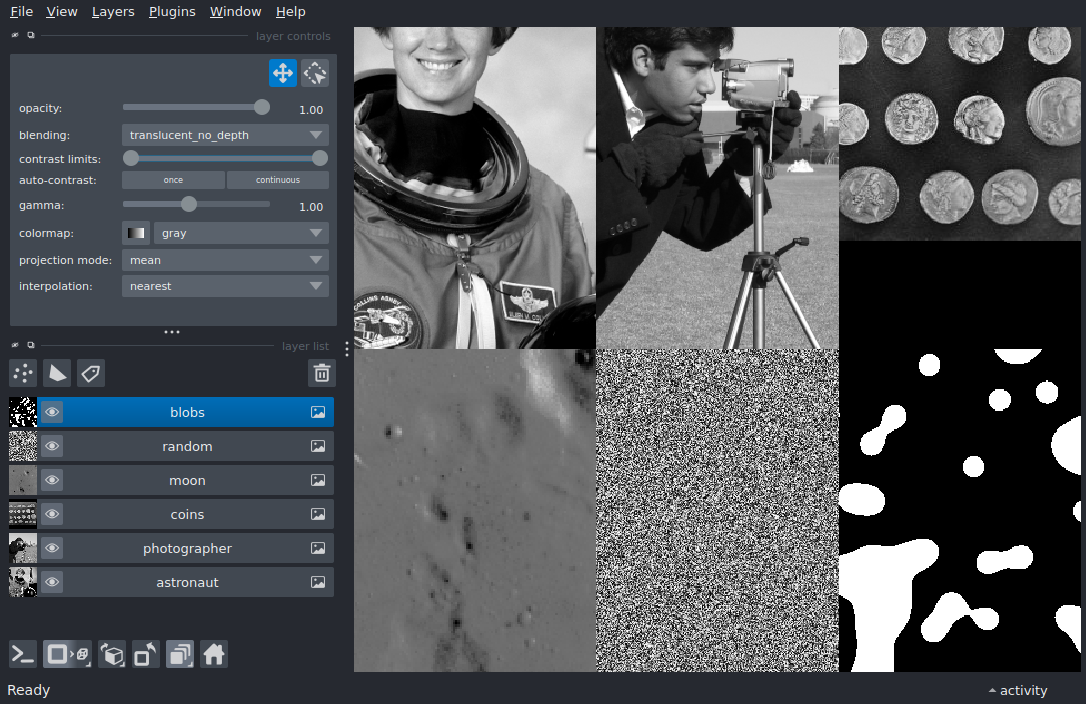 File View Layers Plugins Window Help
layer controls
opacity: 1.00
blending: translucent_no_depth
contrast limits:
auto-contrast: once continuous
gamma: 1.00
colormap: gray
projection mode: mean
interpolation: nearest
layer list
blobs
random
moon
coins
photographer
astronaut
Ready
activity